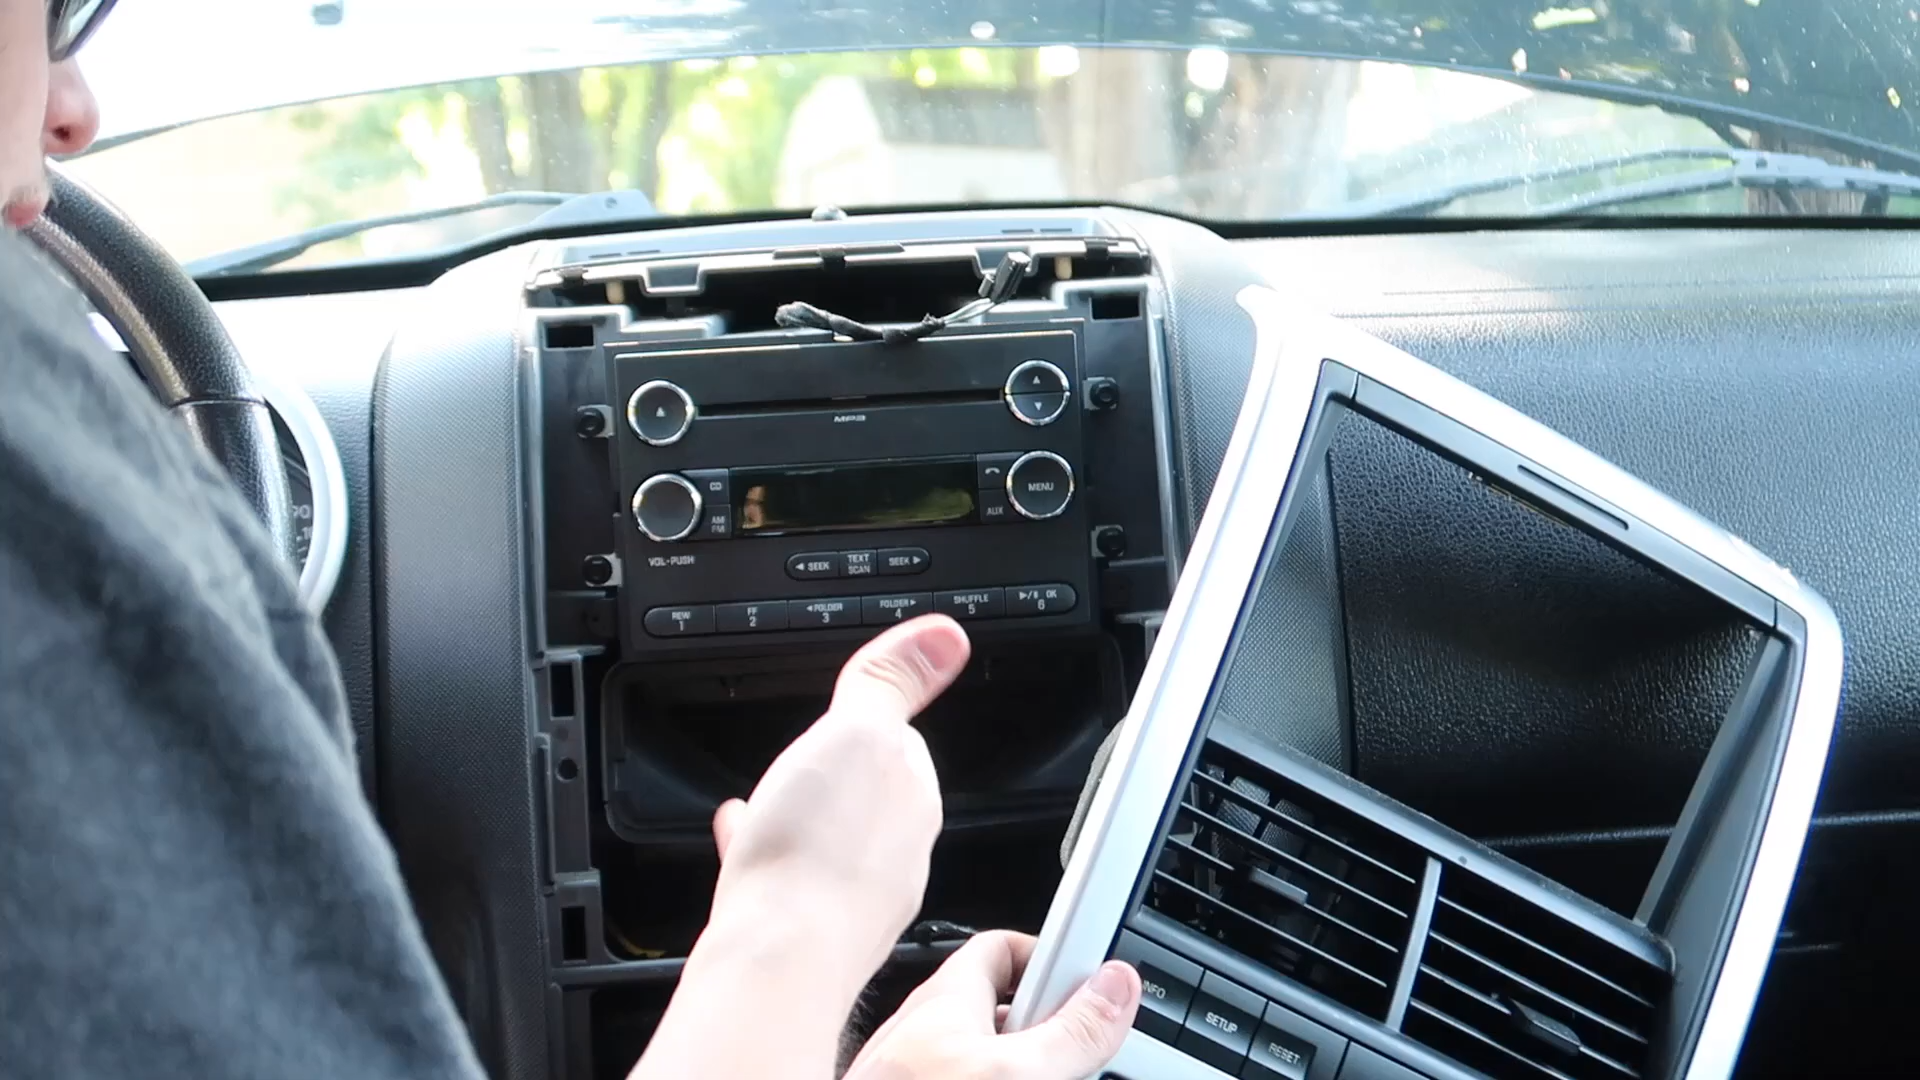 MP3
CD
MENU
AM
FM
AUX
VOL-PUSH
◀ SEEK
TEXT
SCAN
SEEK ▶
REW
1
FF
2
◀ FOLDER
3
FOLDER ▶
4
SHUFFLE
5
▶/II OK
6
INFO
SETUP
RESET